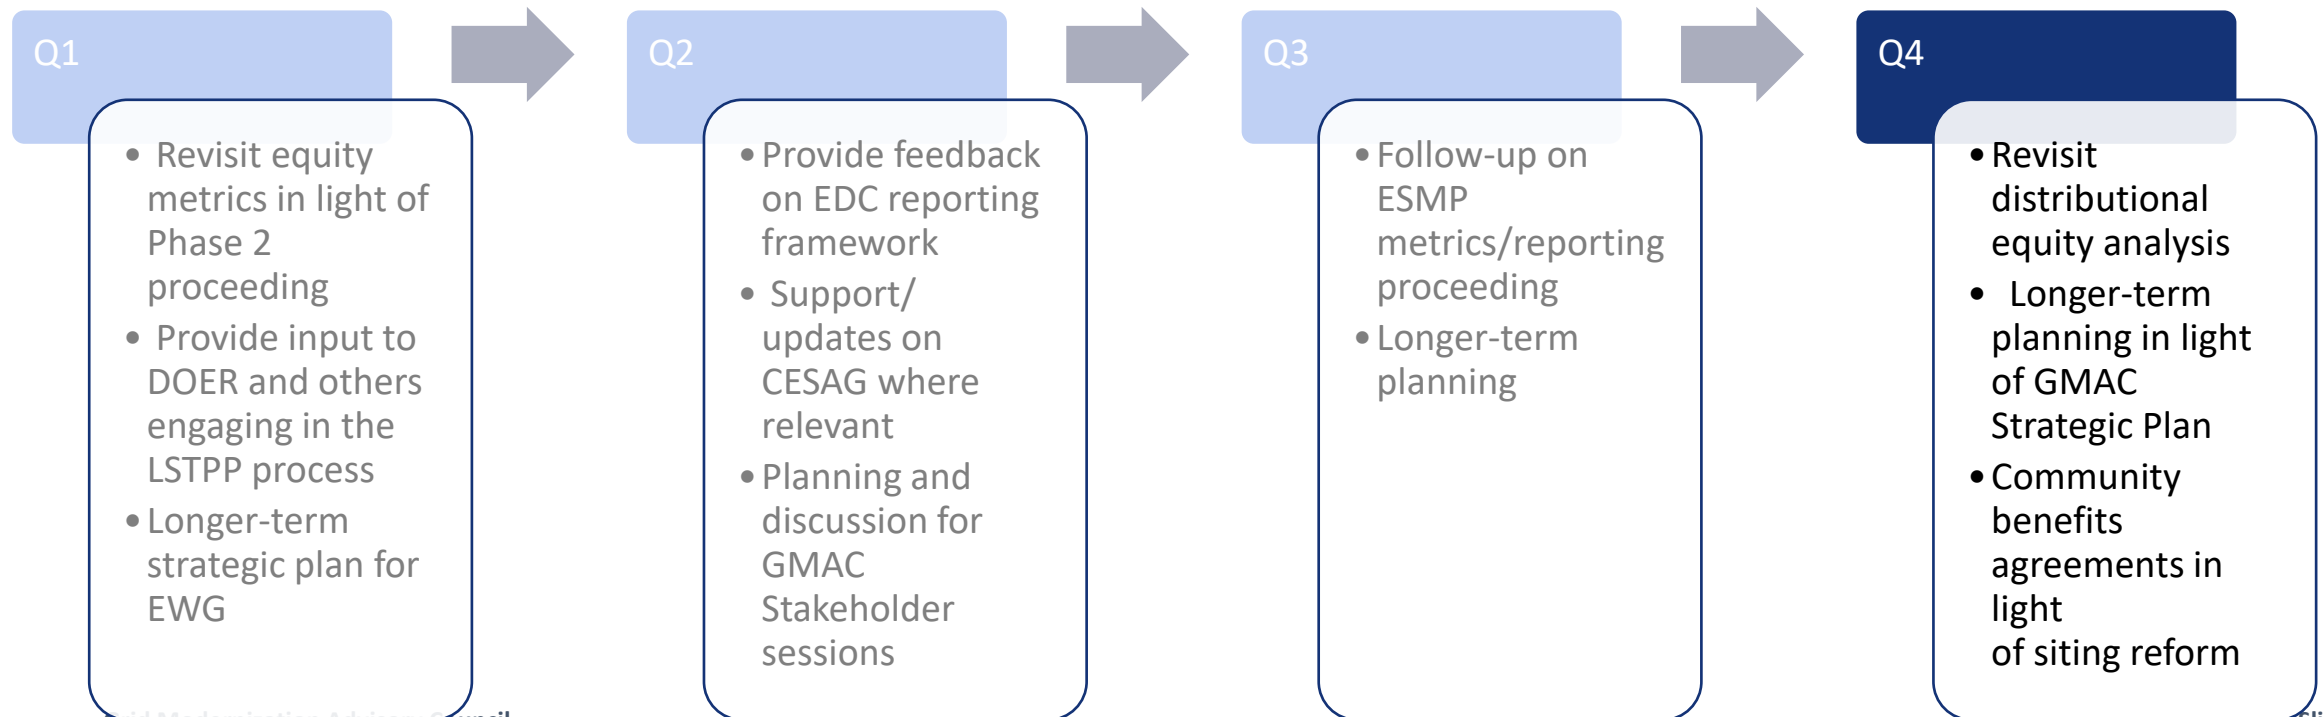 Q1
• Revisit equity
metrics in light of
Phase 2
proceeding
• Provide input to
DOER and others
engaging in the
LSTPP process
• Longer-term
strategic plan for
EWG
Q2
• Provide feedback
on EDC reporting
framework
• Support/
updates on
CESAG where
relevant
• Planning and
discussion for
GMAC
Stakeholder
sessions
Q3
• Follow-up on
ESMP
metrics/reporting
proceeding
• Longer-term
planning
Q4
• Revisit
distributional
equity analysis
• Longer-term
planning in light
of GMAC
Strategic Plan
• Community
benefits
agreements in
light
of siting reform
Grid Modernization Advisory Council